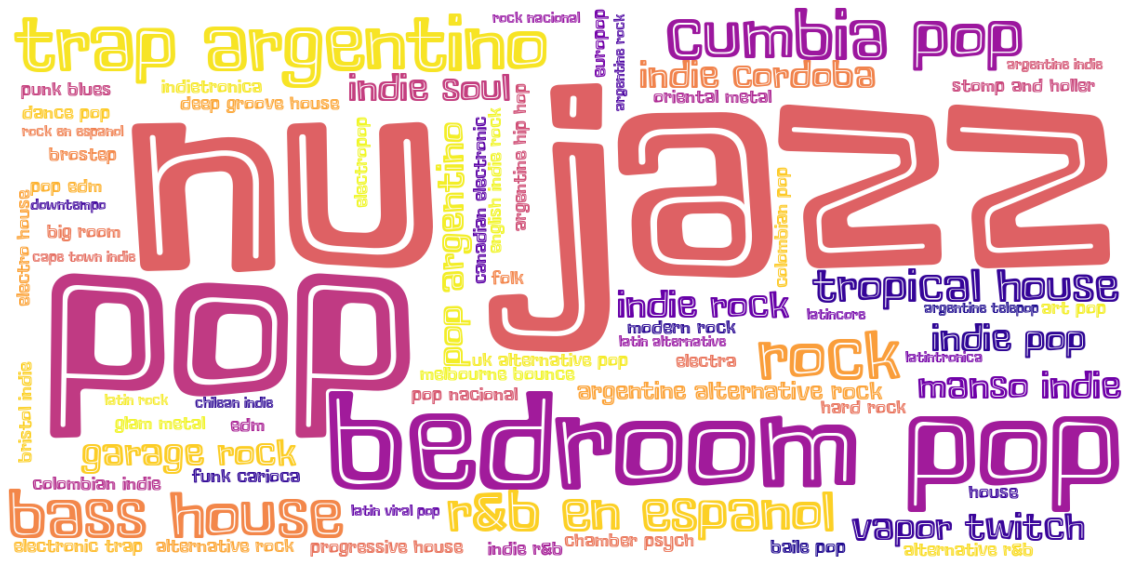 trap argentino
rock nacional
europop
argentine rock
cumbia pop
argentine indie
punk blues
indietronica
indie soul
indie cordoba
stomp and holler
oriental metal
deep groove house
dance pop
rock en espanol
brostep
nu jazz
electropop
pop argentino
canadian electronic
english indie rock
argentine hip hop
colombian pop
pop edm
downtempo
electro house
big room
cape town indie
folk
pop
tropical house
indie rock
latincore
argentine telepop
art pop
modern rock
latin alternative
indie pop
rock
latintronica
uk alternative pop
electra
melbourne bounce
manso indie
argentine alternative rock
pop nacional
hard rock
bristol indie
latin rock
chilean indie
glam metal
edm
bedroom pop
garage rock
funk carioca
colombian indie
house
bass house
latin viral pop
r&b en espanol
vapor twitch
electronic trap
alternative rock
progressive house
indie r&b
chamber psych
baile pop
alternative r&b